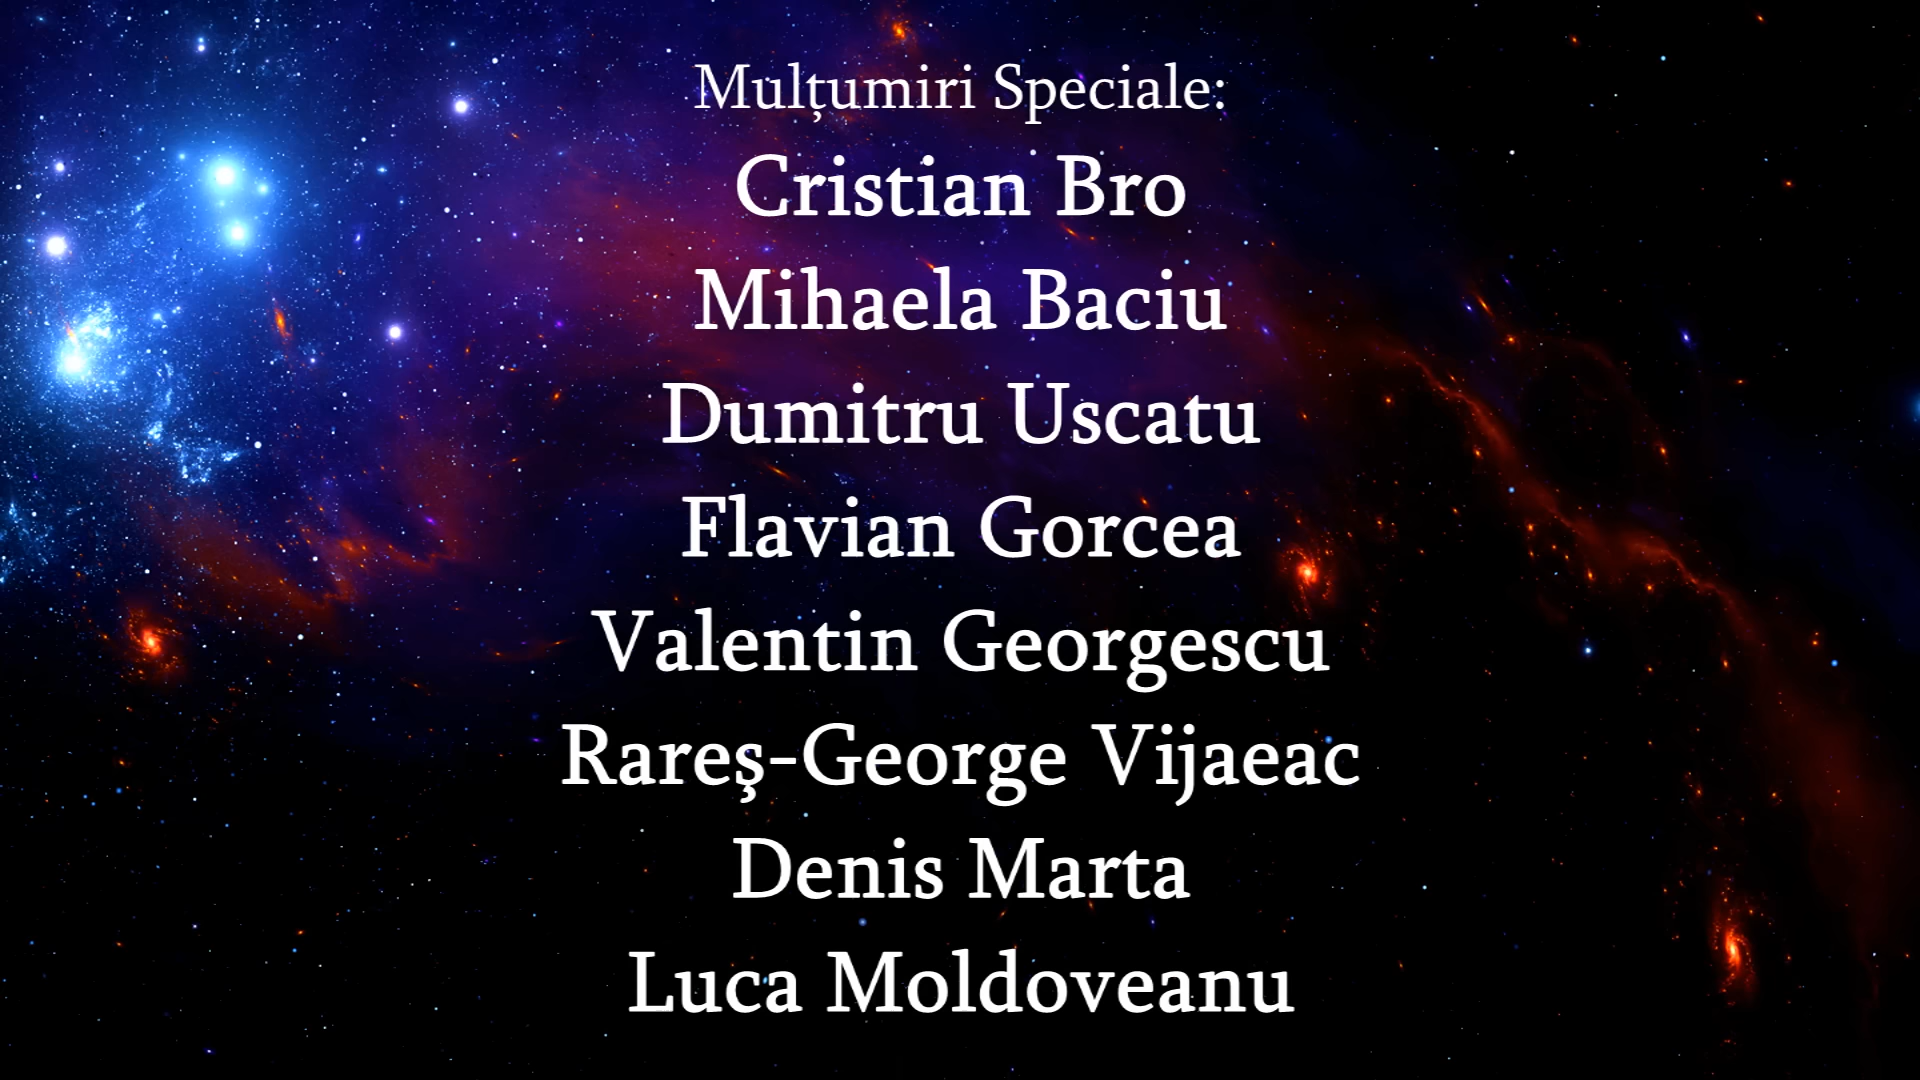 Mulțumiri Speciale:
Cristian Bro
Mihaela Baciu
Dumitru Uscatu
Flavian Gorcea
Valentin Georgescu
Rareş-George Vijaeac
Denis Marta
Luca Moldoveanu